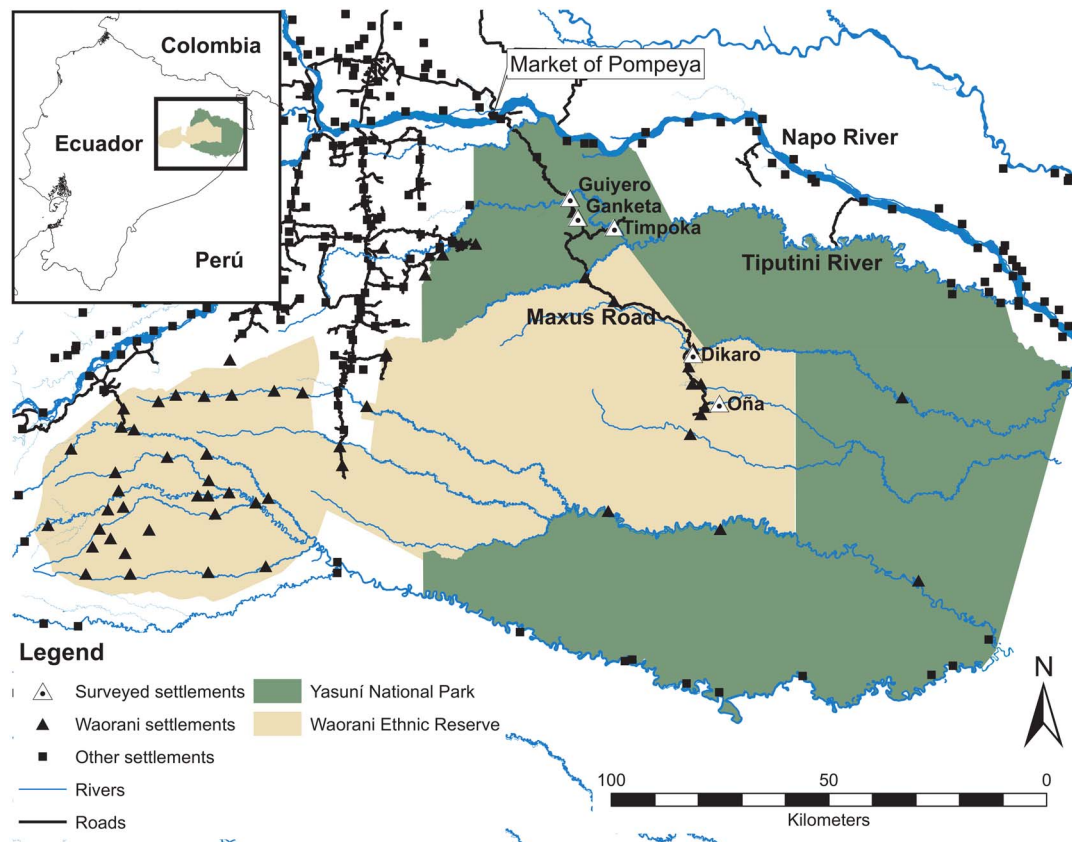 Colombia
Ecuador
Perú
Market of Pompeya
Napo River
Guiyero
Ganketa
Timpoka
Tiputini River
Maxus Road
Dikaro
Oña
Legend
Surveyed settlements
Yasuní National Park
Waorani settlements
Waorani Ethnic Reserve
Other settlements
Rivers
Roads
N
100 50 0
Kilometers